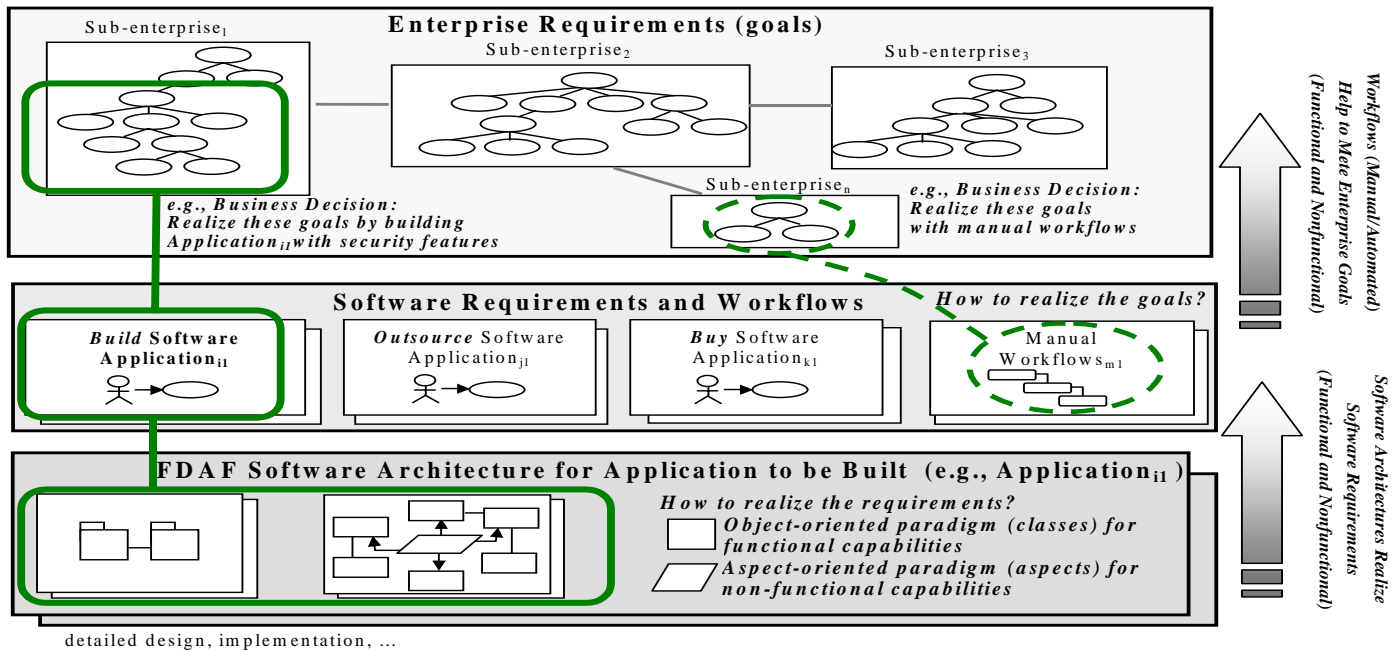 Enterprise Requirements (goals)
Sub-enterprise₁
Sub-enterprise₂
Sub-enterprise₃
Sub-enterpriseₙ
e.g., Business Decision:
Realize these goals by building
Applicationᵢ₁ with security features
e.g., Business Decision:
Realize these goals
with manual workflows
Software Requirements and Workflows
How to realize the goals?
Build Software
Applicationᵢ₁
Outsource Software
Applicationⱼ₁
Buy Software
Applicationₖ₁
Manual
Workflowsₘ₁
FDAF Software Architecture for Application to be Built (e.g., Applicationᵢ₁)
How to realize the requirements?
Object-oriented paradigm (classes) for
functional capabilities
Aspect-oriented paradigm (aspects) for
non-functional capabilities
detailed design, implementation, …
Workflows (Manual/Automated)
Help to Mete Enterprise Goals
(Functional and Nonfunctional)
Software Architectures Realize
Software Requirements
(Functional and Nonfunctional)